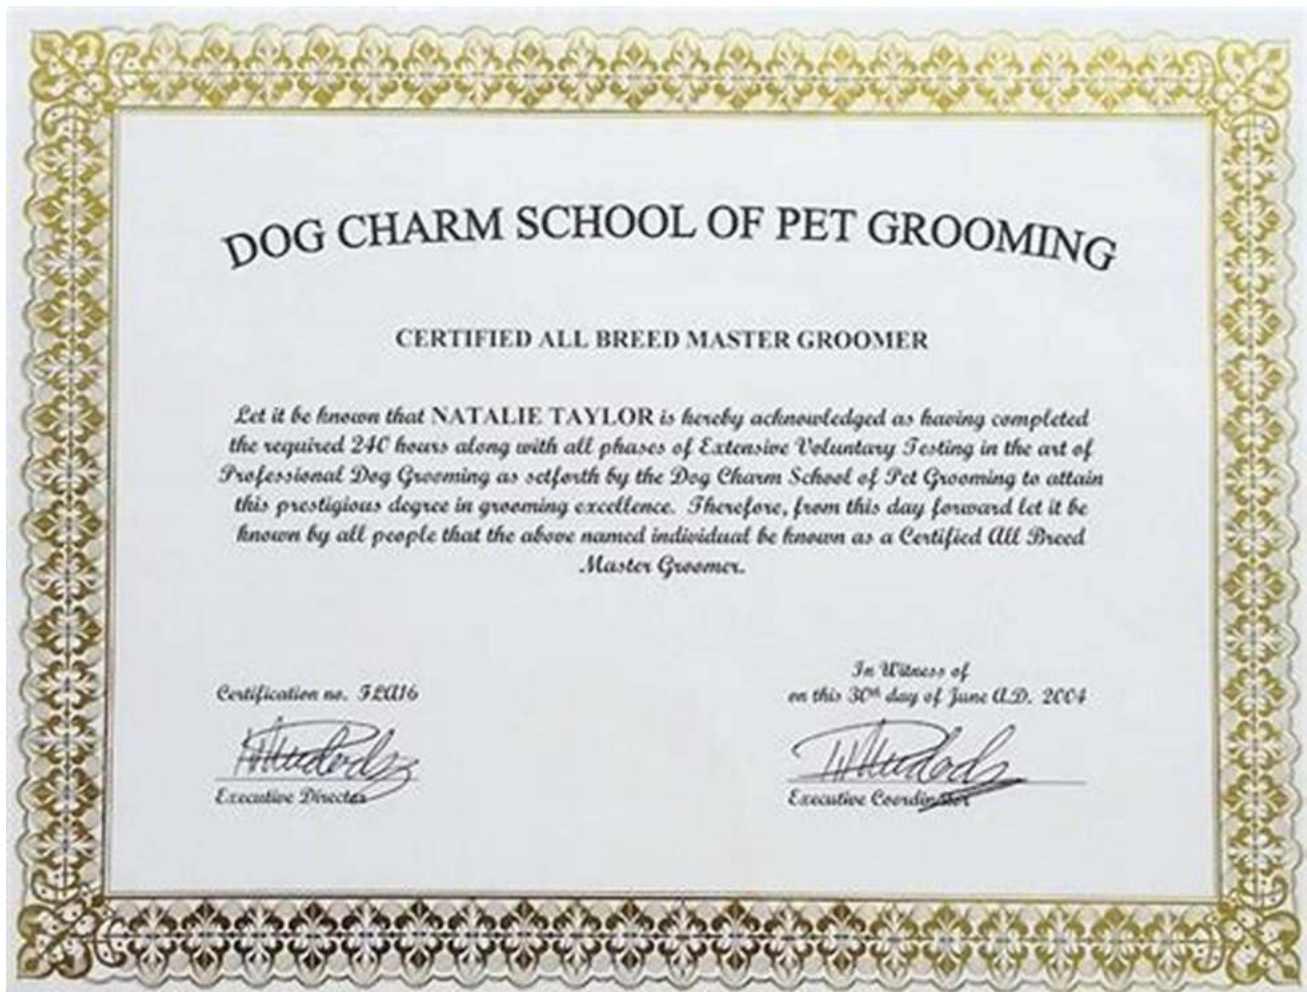 DOG CHARM SCHOOL OF PET GROOMING
CERTIFIED ALL BREED MASTER GROOMER
Let it be known that NATALIE TAYLOR is hereby acknowledged as having completed
the required 240 hours along with all phases of Extensive Voluntary Testing in the art of
Professional Dog Grooming as setforth by the Dog Charm School of Pet Grooming to attain
this prestigious degree in grooming excellence. Therefore, from this day forward let it be
known by all people that the above named individual be known as a Certified All Breed
Master Groomer.
In Witness of
Certification no. FLA16
on this 30th day of June A.D. 2004
Executive Director
Executive Coordinator